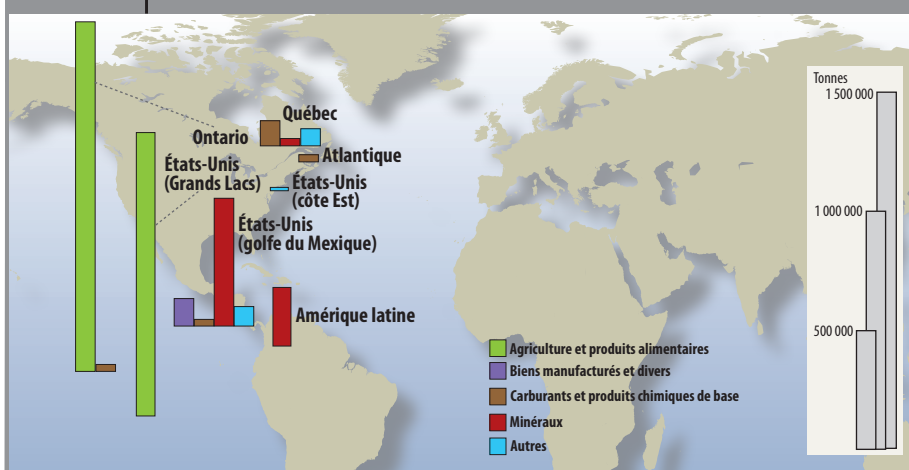 Québec
Ontario
Atlantique
États-Unis
(Grands Lacs)
États-Unis
(côte Est)
États-Unis
(golfe du Mexique)
Amérique latine
Agriculture et produits alimentaires
Biens manufacturés et divers
Carburants et produits chimiques de base
Minéraux
Autres
Tonnes
1 500 000
1 000 000
500 000